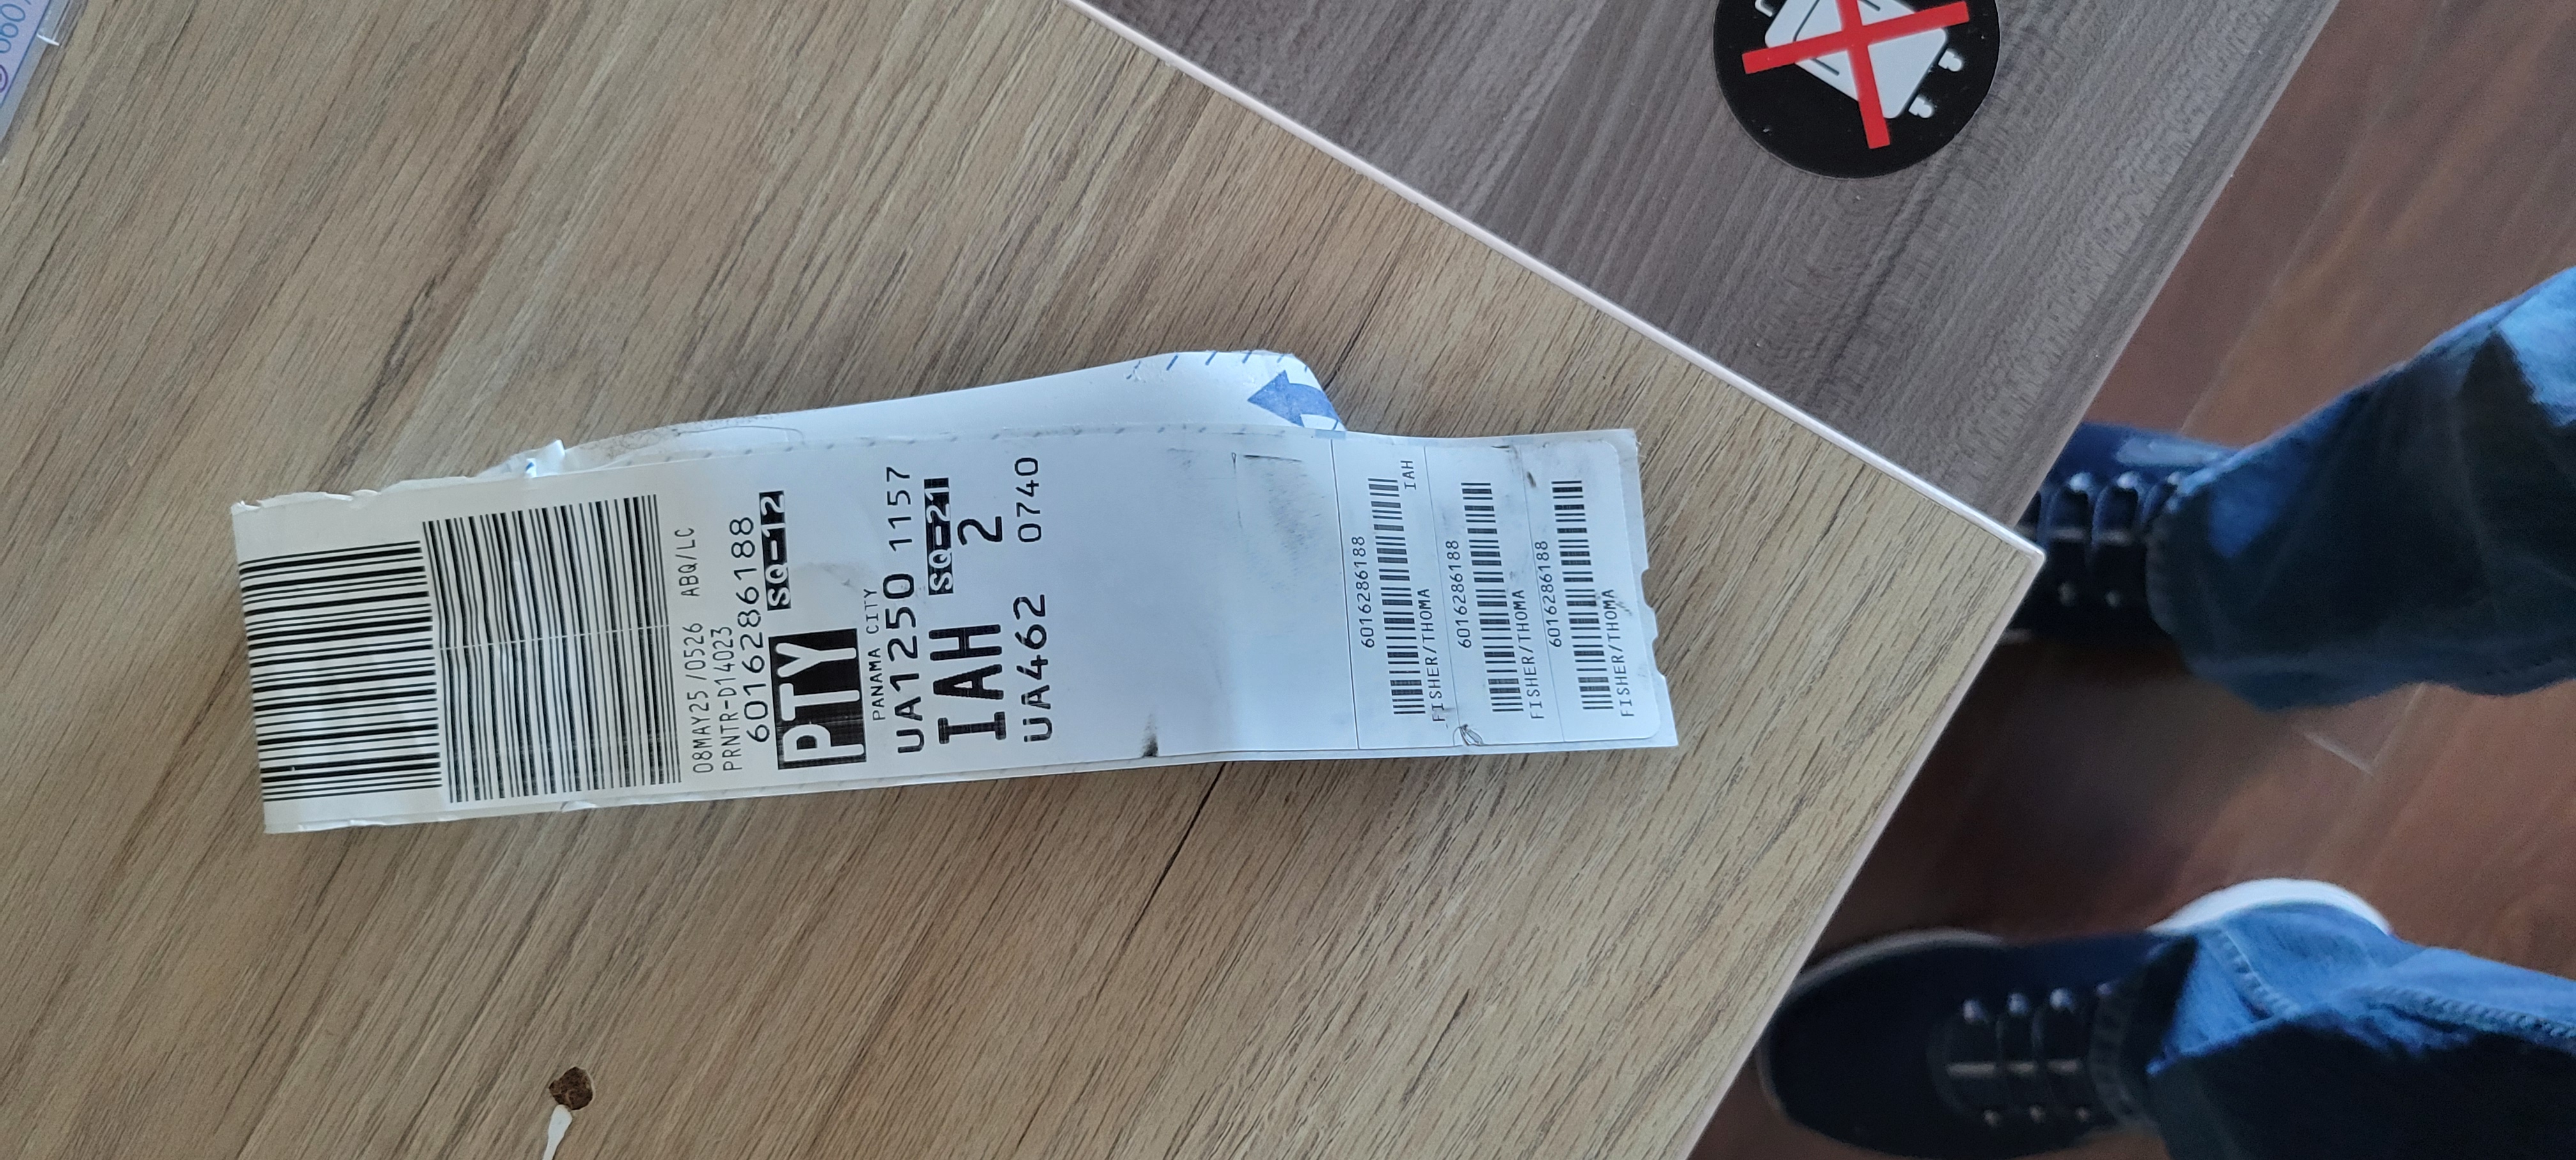 08MAY25 /0526 ABQ/LC
PRNTR-D14023
6016286188
PTY SQ-12
PANAMA CITY
UA1250 1157
IAH SQ-21
2
UA462 0740
6016286188
IAH
FISHER/THOMA
6016286188
FISHER/THOMA
6016286188
FISHER/THOMA